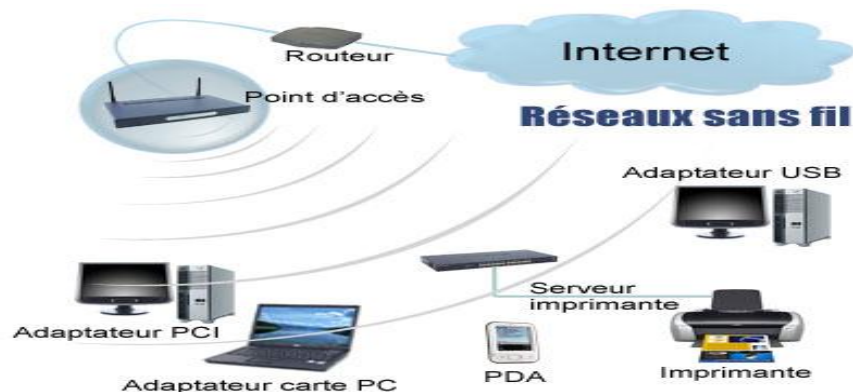 Routeur
Internet
Point d'accès
Réseaux sans fil
Adaptateur USB
Serveur
imprimante
Adaptateur PCI
Adaptateur carte PC
PDA
Imprimante